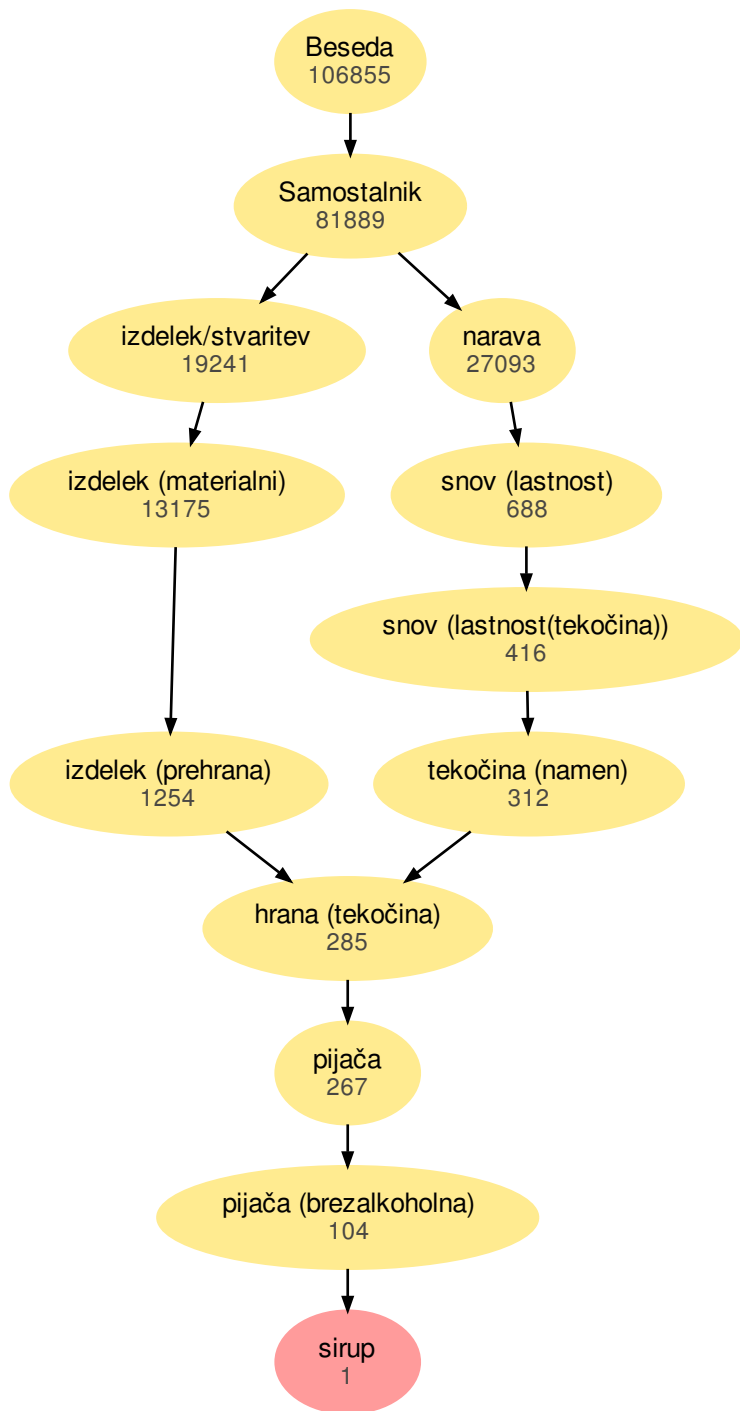 Beseda
106855
Samostalnik
81889
izdelek/stvaritev
19241
narava
27093
izdelek (materialni)
13175
snov (lastnost)
688
snov (lastnost(tekočina))
416
izdelek (prehrana)
1254
tekočina (namen)
312
hrana (tekočina)
285
pijača
267
pijača (brezalkoholna)
104
sirup
1